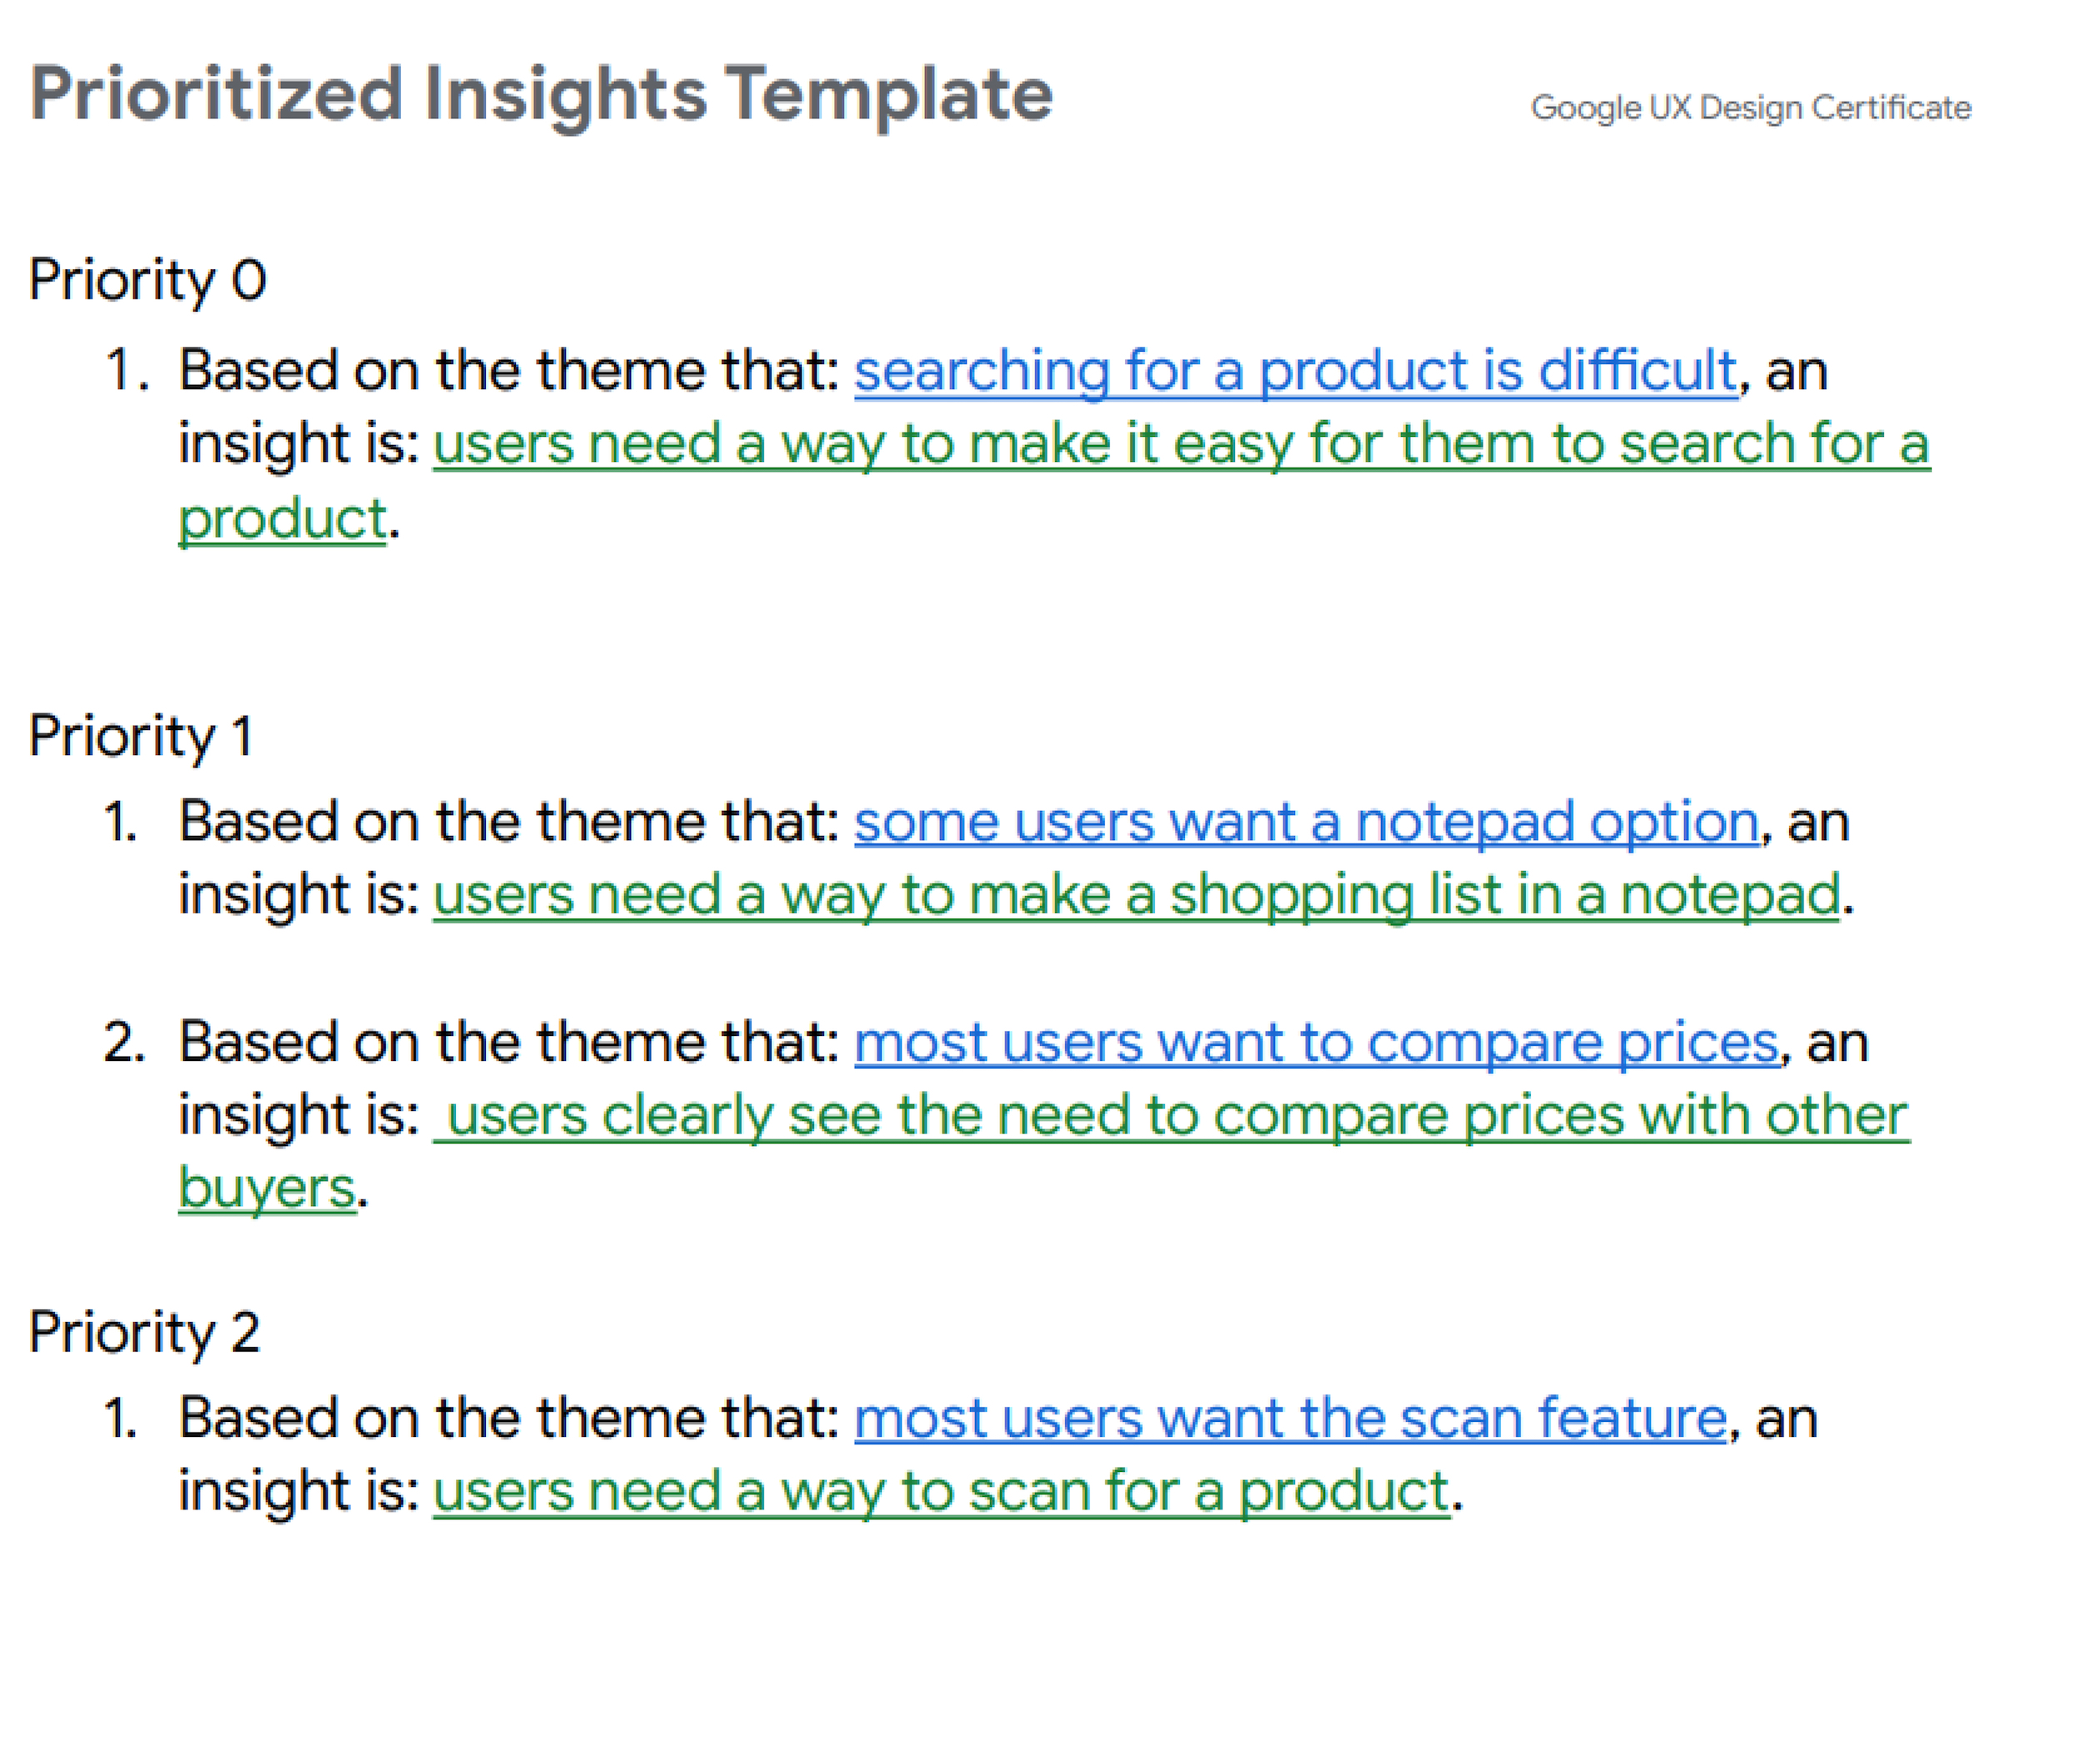 Prioritized Insights Template
Google UX Design Certificate
Priority 0
1. Based on the theme that: searching for a product is difficult, an
insight is: users need a way to make it easy for them to search for a
product.
Priority 1
1. Based on the theme that: some users want a notepad option, an
insight is: users need a way to make a shopping list in a notepad.
2. Based on the theme that: most users want to compare prices, an
insight is: users clearly see the need to compare prices with other
buyers.
Priority 2
1. Based on the theme that: most users want the scan feature, an
insight is: users need a way to scan for a product.